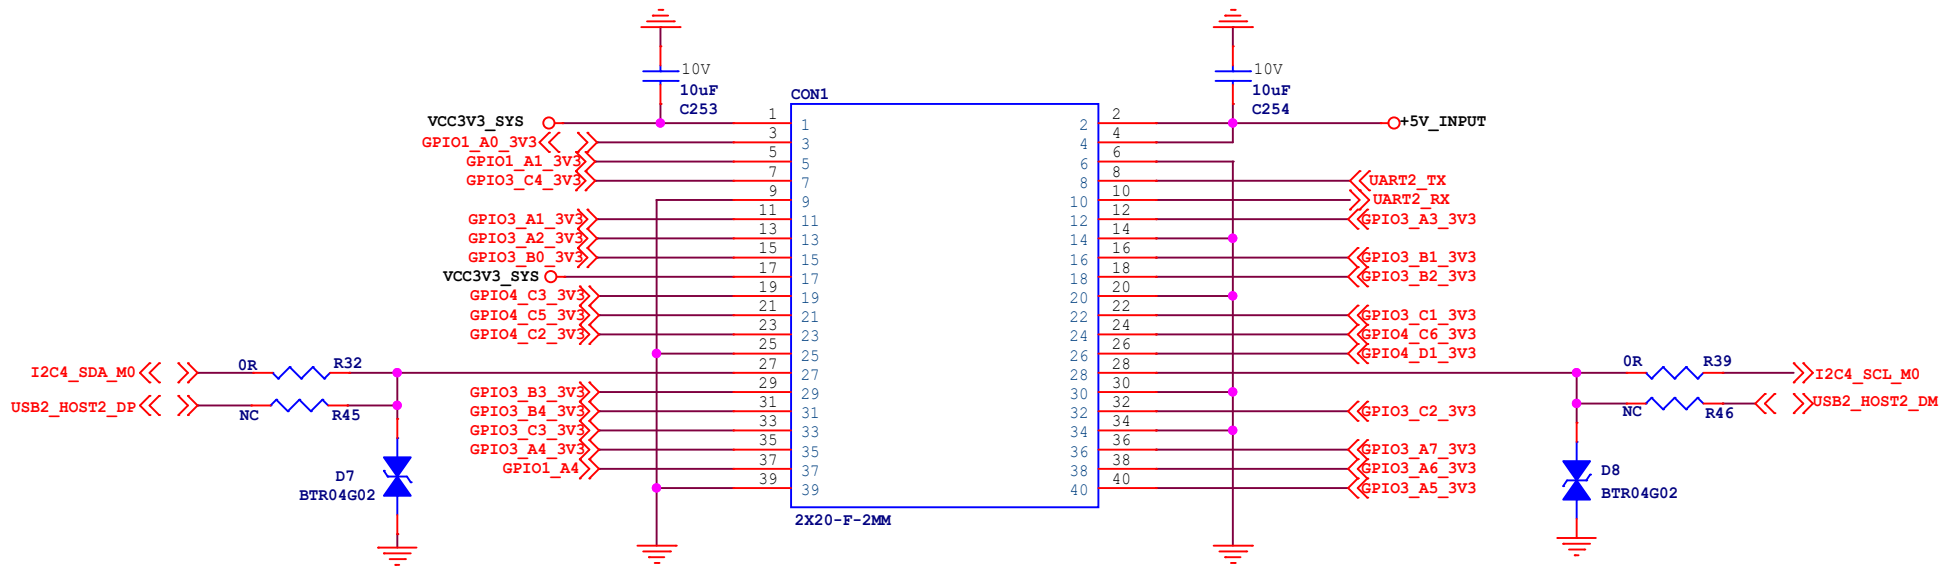 10V
10uF
C253
10V
10uF
C254
CON1
VCC3V3_SYS 1 1 2 2 +5V_INPUT
GPIO1_A0_3V3 3 3 4 4
GPIO1_A1_3V3 5 5 6 6
GPIO3_C4_3V3 7 7 8 8 UART2_TX
9 9 10 10 UART2_RX
GPIO3_A1_3V3 11 11 12 12 GPIO3_A3_3V3
GPIO3_A2_3V3 13 13 14 14
GPIO3_B0_3V3 15 15 16 16 GPIO3_B1_3V3
VCC3V3_SYS 17 17 18 18 GPIO3_B2_3V3
GPIO4_C3_3V3 19 19 20 20
GPIO4_C5_3V3 21 21 22 22 GPIO3_C1_3V3
GPIO4_C2_3V3 23 23 24 24 GPIO4_C6_3V3
25 25 26 26 GPIO4_D1_3V3
I2C4_SDA_M0 0R R32 27 27 28 28 0R R39 I2C4_SCL_M0
GPIO3_B3_3V3 29 29 30 30
USB2_HOST2_DP NC R45 NC R46 USB2_HOST2_DM
GPIO3_B4_3V3 31 31 32 32 GPIO3_C2_3V3
GPIO3_C3_3V3 33 33 34 34
GPIO3_A4_3V3 35 35 36 36 GPIO3_A7_3V3
GPIO1_A4 37 37 38 38 GPIO3_A6_3V3
39 39 40 40 GPIO3_A5_3V3
D7
BTR04G02
D8
BTR04G02
2X20-F-2MM